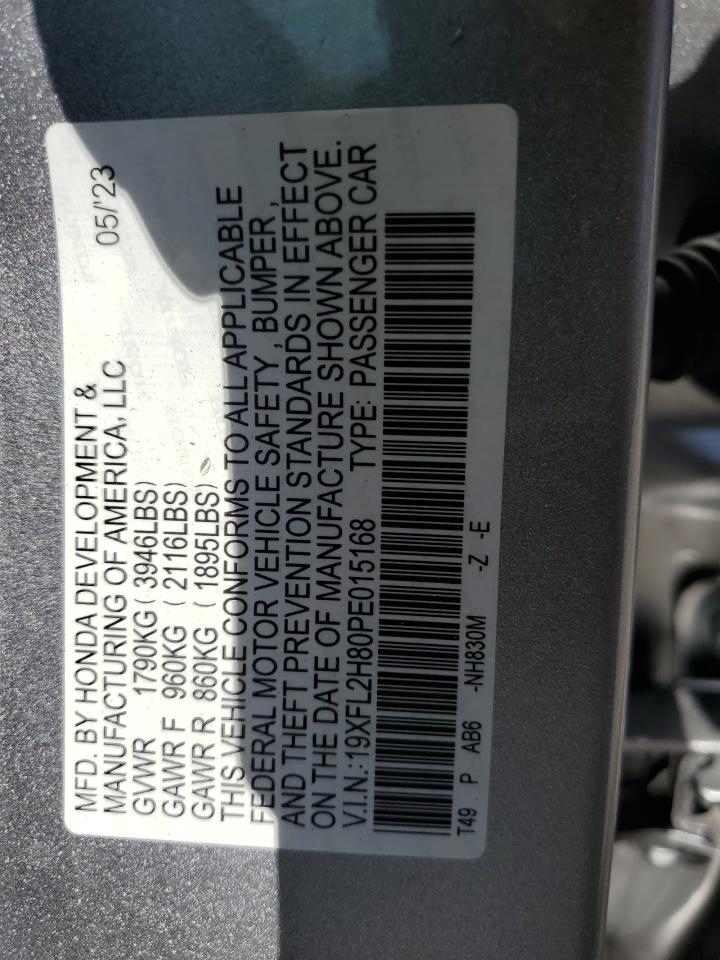 MFD. BY HONDA DEVELOPMENT & 05/'23
MANUFACTURING OF AMERICA, LLC
GVWR 1790KG (3946LBS)
GAWR F 960KG ( 2116LBS)
GAWR R 860KG ( 1895LBS)
THIS VEHICLE CONFORMS TO ALL APPLICABLE
FEDERAL MOTOR VEHICLE SAFETY , BUMPER ,
AND THEFT PREVENTION STANDARDS IN EFFECT
ON THE DATE OF MANUFACTURE SHOWN ABOVE.
V.I.N.:19XFL2H80PE015168 TYPE: PASSENGER CAR
T49 P AB6 -NH830M -Z -E